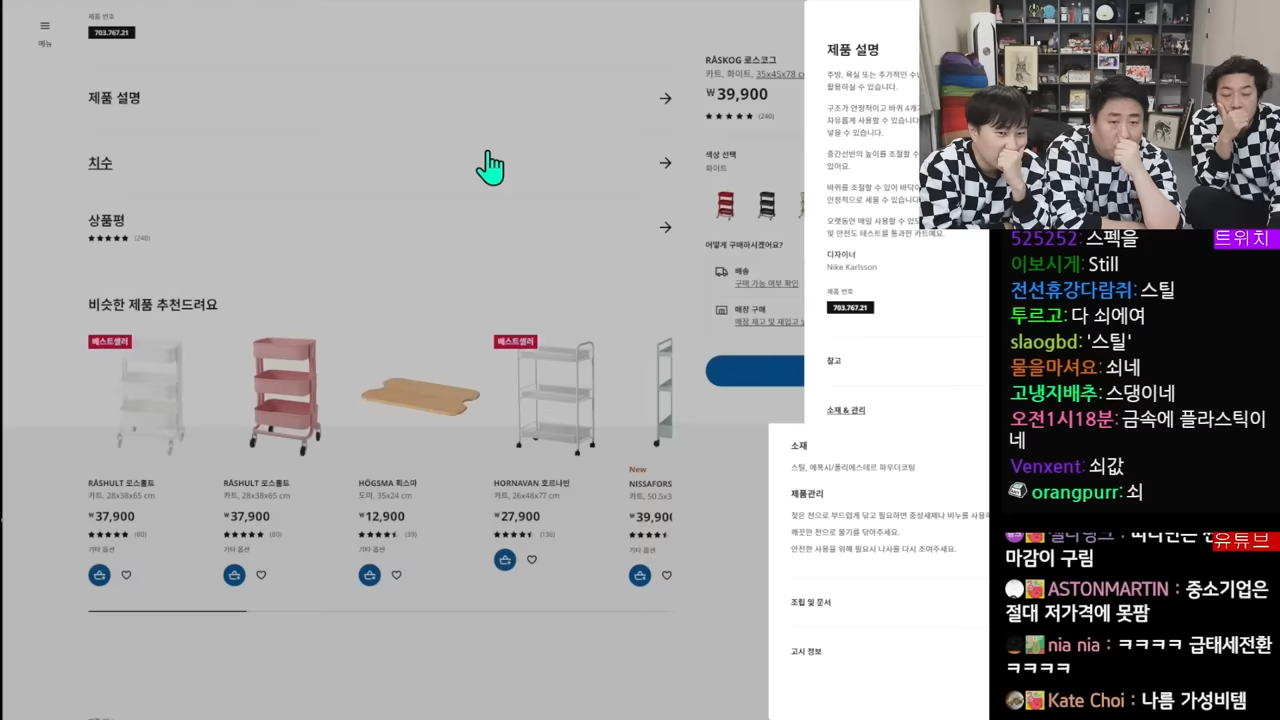 메뉴
제품 번호
703.767.21
제품 설명
치수
상품평
(240)
비슷한 제품 추천드려요
베스트셀러
RÅSHULT 로스훌트
카트, 28x38x65 cm
₩37,900
(80)
기타 옵션
RÅSHULT 로스훌트
카트, 28x38x65 cm
₩37,900
(80)
기타 옵션
HÖGSMA 획스마
도마, 35x24 cm
₩12,900
(39)
기타 옵션
베스트셀러
HORNAVAN 호르나반
카트, 26x48x77 cm
₩27,900
(136)
New
NISSAFORS
카트, 50.5x3
₩39,900
기타 옵션
RÅSKOG 로스코그
카트, 화이트, 35x45x78 c
₩39,900
(240)
색상 선택
화이트
어떻게 구매하시겠어요?
배송
구매 가능 여부 확인
매장 구매
매장 재고 및 재입고
제품 설명
주방, 욕실 또는 추가적인 수
활용하실 수 있습니다.
구조가 안정적이고 바퀴 4개
자유롭게 사용할 수 있습니다
넣을 수 있습니다.
중간선반의 높이를 조절할 수
있어요.
바퀴를 조절할 수 있어 바닥이
안정적으로 세울 수 있습니다
오랫동안 매일 사용할 수 있도
및 안전도 테스트를 통과한 카트예요.
디자이너
Nike Karlsson
제품 번호
703.767.21
참고
소재 & 관리
소재
스틸, 에폭시/폴리에스테르 파우더코팅
제품관리
젖은 천으로 부드럽게 닦고 필요하면 중성세제나 비누를 사용하
깨끗한 천으로 물기를 닦아주세요.
안전한 사용을 위해 필요시 나사를 다시 조여주세요.
조립 및 문서
고시 정보
트위치
525252: 스펙을
이보시게: Still
전선휴강다람쥐: 스틸
투르고: 다 쇠에여
slaogbd: '스틸'
물을마셔요: 쇠네
고냉지배추: 스댕이네
오전1시18분: 금속에 플라스틱이
네
Venxent: 쇠값
orangpurr: 쇠
유튜브
마감이 구림
ASTONMARTIN : 중소기업은
절대 저가격에 못팜
nia nia : ㅋㅋㅋㅋ 급태세전환
ㅋㅋㅋㅋ
Kate Choi : 나름 가성비템